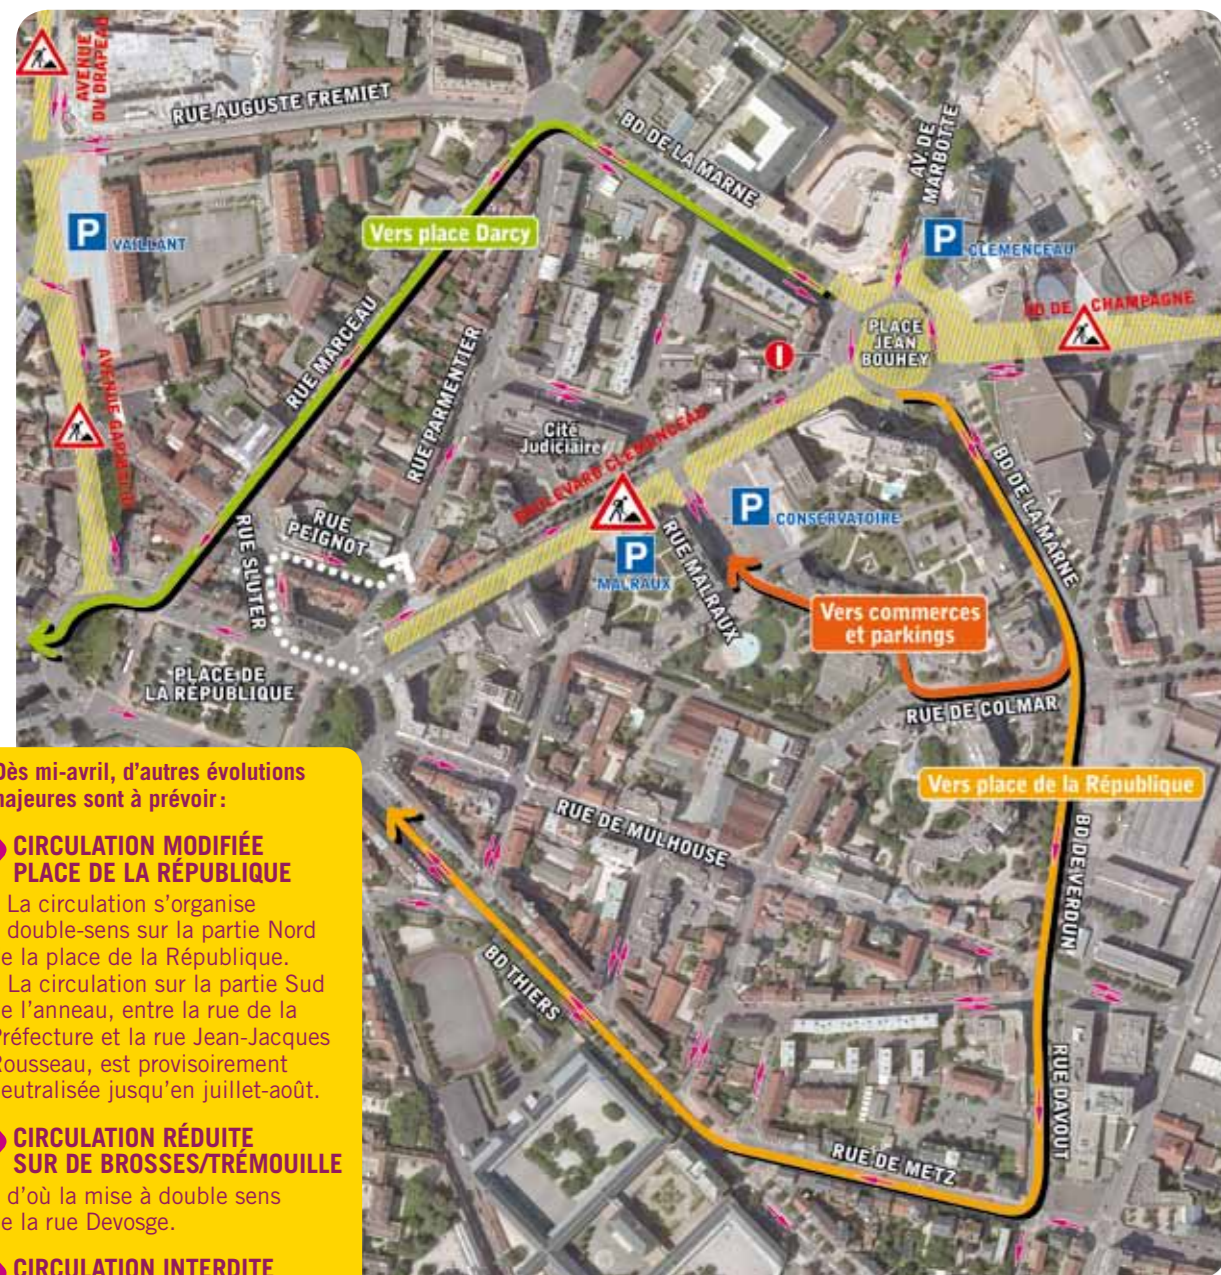 AVENUE
DU DRAPEAU
RUE AUGUSTE FREMIET
BD DE LA MARNE
AV. DE
MARBOTTE
P VAILLANT
Vers place Darcy
P CLEMENCEAU
BD DE CHAMPAGNE
PLACE
JEAN
BOUHEY
RUE MARCEAU
RUE PARMENTIER
AVENUE GARIBALDI
Cité
Judiciaire
BOULEVARD CLEMENCEAU
BD DE LA MARNE
P CONSERVATOIRE
RUE
PEIGNOT
RUE SLUTER
P
MALRAUX
RUE MALRAUX
Vers commerces
et parkings
PLACE DE
LA RÉPUBLIQUE
RUE DE COLMAR
Vers place de la République
RUE DE MULHOUSE
BD DE VERDUN
BD THIERS
RUE DAVOUT
RUE DE METZ
Dès mi-avril, d'autres évolutions
majeures sont à prévoir :
CIRCULATION MODIFIÉE
PLACE DE LA RÉPUBLIQUE
La circulation s'organise
double-sens sur la partie Nord
e la place de la République.
La circulation sur la partie Sud
e l'anneau, entre la rue de la
Préfecture et la rue Jean-Jacques
Rousseau, est provisoirement
eutralisée jusqu'en juillet-août.
CIRCULATION RÉDUITE
SUR DE BROSSES/TRÉMOUILLE
d'où la mise à double sens
e la rue Devosge.
CIRCULATION INTERDITE